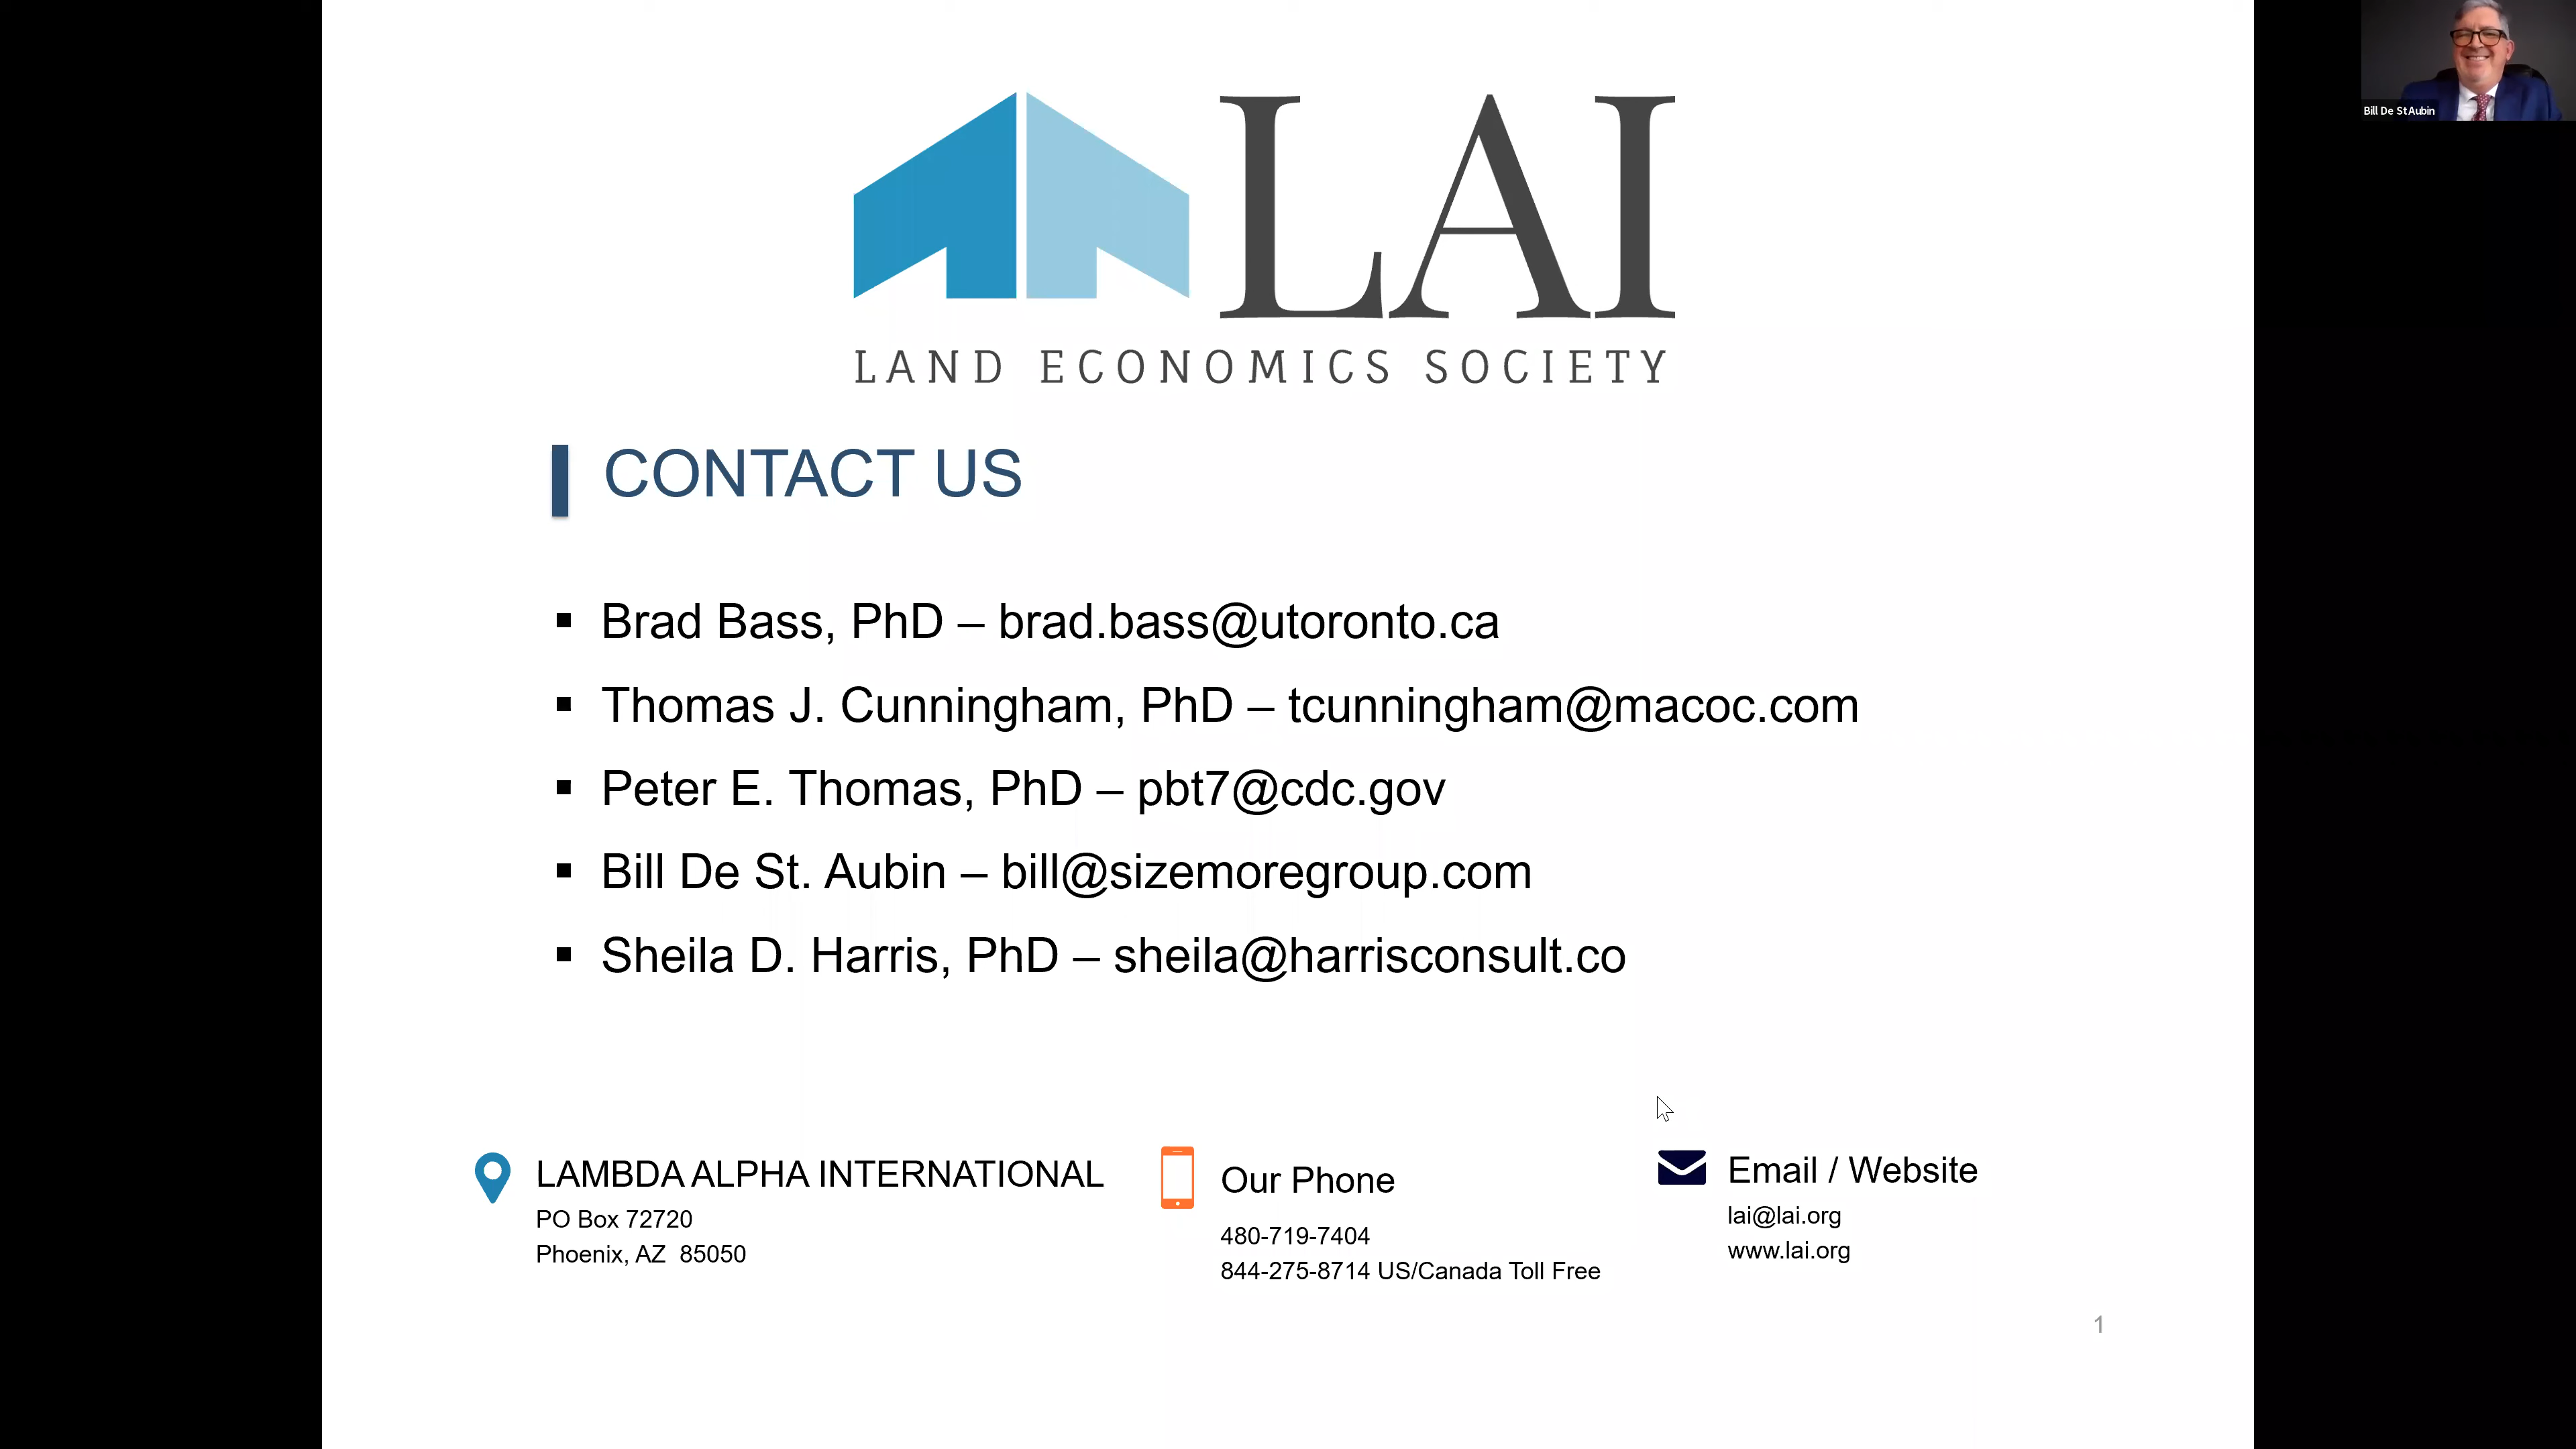 LAI
LAND ECONOMICS SOCIETY
Bill De St Aubin
CONTACT US
▪ Brad Bass, PhD – brad.bass@utoronto.ca
▪ Thomas J. Cunningham, PhD – tcunningham@macoc.com
▪ Peter E. Thomas, PhD – pbt7@cdc.gov
▪ Bill De St. Aubin – bill@sizemoregroup.com
▪ Sheila D. Harris, PhD – sheila@harrisconsult.co
LAMBDA ALPHA INTERNATIONAL
PO Box 72720
Phoenix, AZ  85050
Our Phone
480-719-7404
844-275-8714 US/Canada Toll Free
Email / Website
lai@lai.org
www.lai.org
1